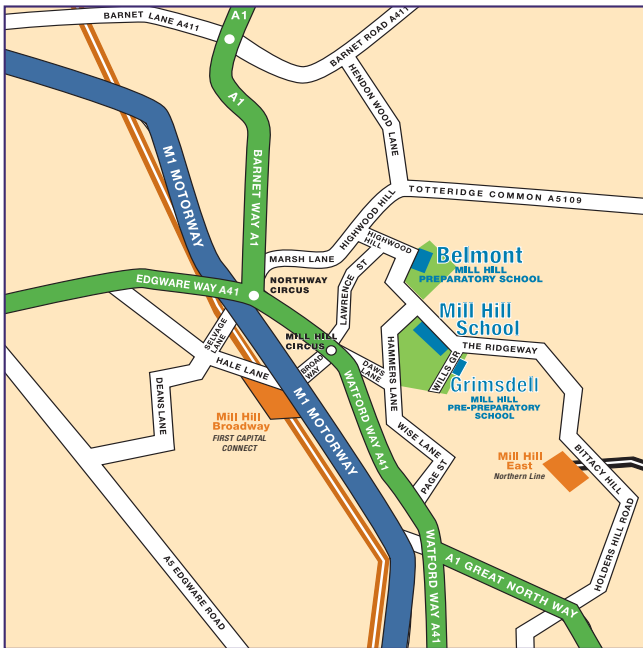 BARNET LANE A411
A1
BARNET ROAD A411
A1
HENDON WOOD LANE
M1 MOTORWAY
BARNET WAY A1
TOTTERIDGE COMMON A5109
HIGHWOOD HILL
HIGHWOOD
HILL
MARSH LANE
Belmont
MILL HILL
PREPARATORY SCHOOL
EDGWARE WAY A41
NORTHWAY
CIRCUS
LAWRENCE ST
Mill Hill
School
SELVAGE
LANE
MILL HILL
CIRCUS
THE RIDGEWAY
HALE LANE
BROAD
WAY
DAWS
LANE
HAMMERS LANE
WILLS GR
Grimsdell
MILL HILL
PRE-PREPARATORY
SCHOOL
DEANS LANE
M1 MOTORWAY
WATFORD WAY A41
Mill Hill
Broadway
FIRST CAPITAL
CONNECT
WISE LANE
PAGE ST
Mill Hill
East
Northern Line
BITTACY HILL
HOLDERS HILL ROAD
A5 EDGWARE ROAD
WATFORD WAY A41
A1 GREAT NORTH WAY